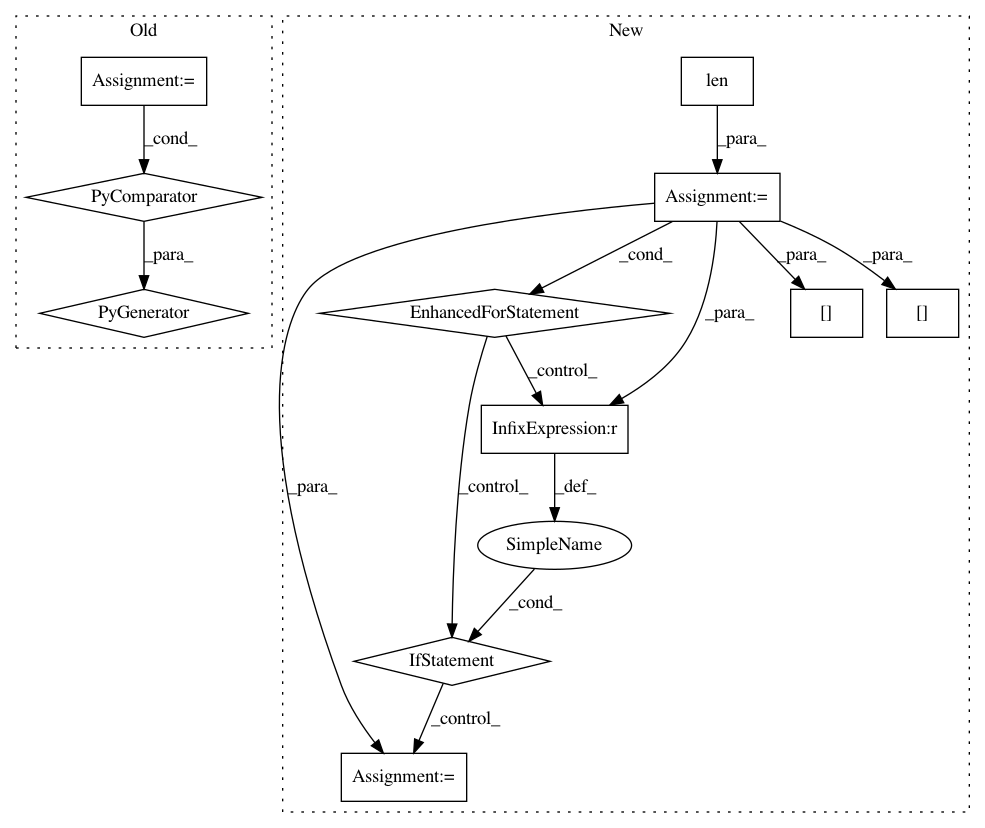 Old
New
Assignment:=
len
_cond_
_para_
PyComparator
Assignment:=
_para_
_cond_
_para_
_para_
PyGenerator
EnhancedForStatement
_para_
[]
[]
_control_
InfixExpression:r
_para_
_control_
_def_
SimpleName
_cond_
IfStatement
_control_
Assignment:=